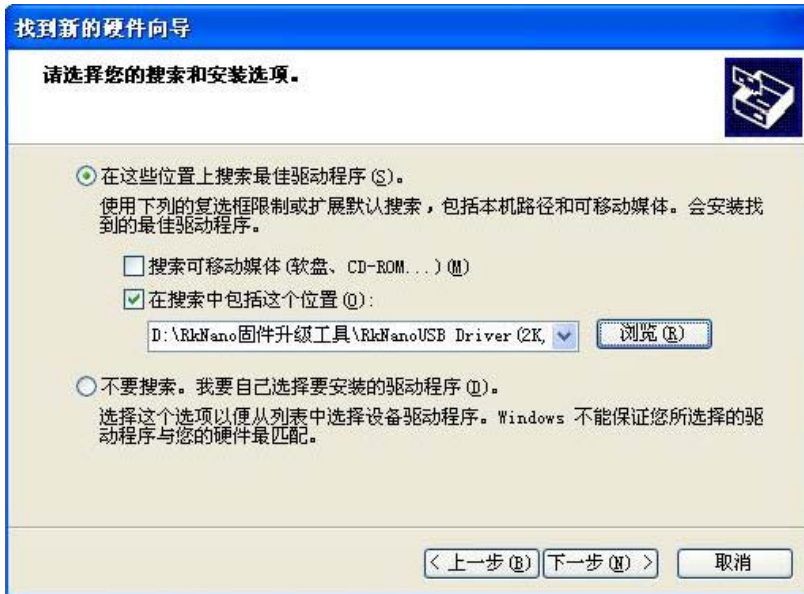 找到新的硬件向导
请选择您的搜索和安装选项。
在这些位置上搜索最佳驱动程序(S)。
使用下列的复选框限制或扩展默认搜索，包括本机路径和可移动媒体。会安装找
到的最佳驱动程序。
搜索可移动媒体(软盘、CD-ROM...)(M)
在搜索中包括这个位置(O):
D:\RkNano固件升级工具\RkNanoUSB Driver(2K,
浏览(R)
不要搜索。我要自己选择要安装的驱动程序(D)。
选择这个选项以便从列表中选择设备驱动程序。Windows 不能保证您所选择的驱
动程序与您的硬件最匹配。
< 上一步(B) 下一步(N) > 取消